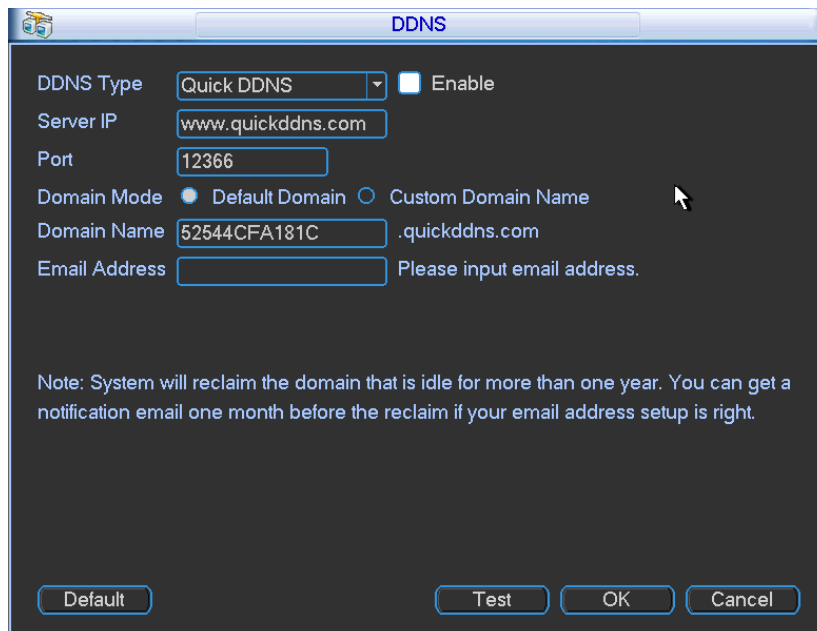 DDNS
DDNS Type Quick DDNS Enable
Server IP www.quickddns.com
Port 12366
Domain Mode Default Domain Custom Domain Name
Domain Name 52544CFA181C .quickddns.com
Email Address Please input email address.
Note: System will reclaim the domain that is idle for more than one year. You can get a
notification email one month before the reclaim if your email address setup is right.
Default Test OK Cancel